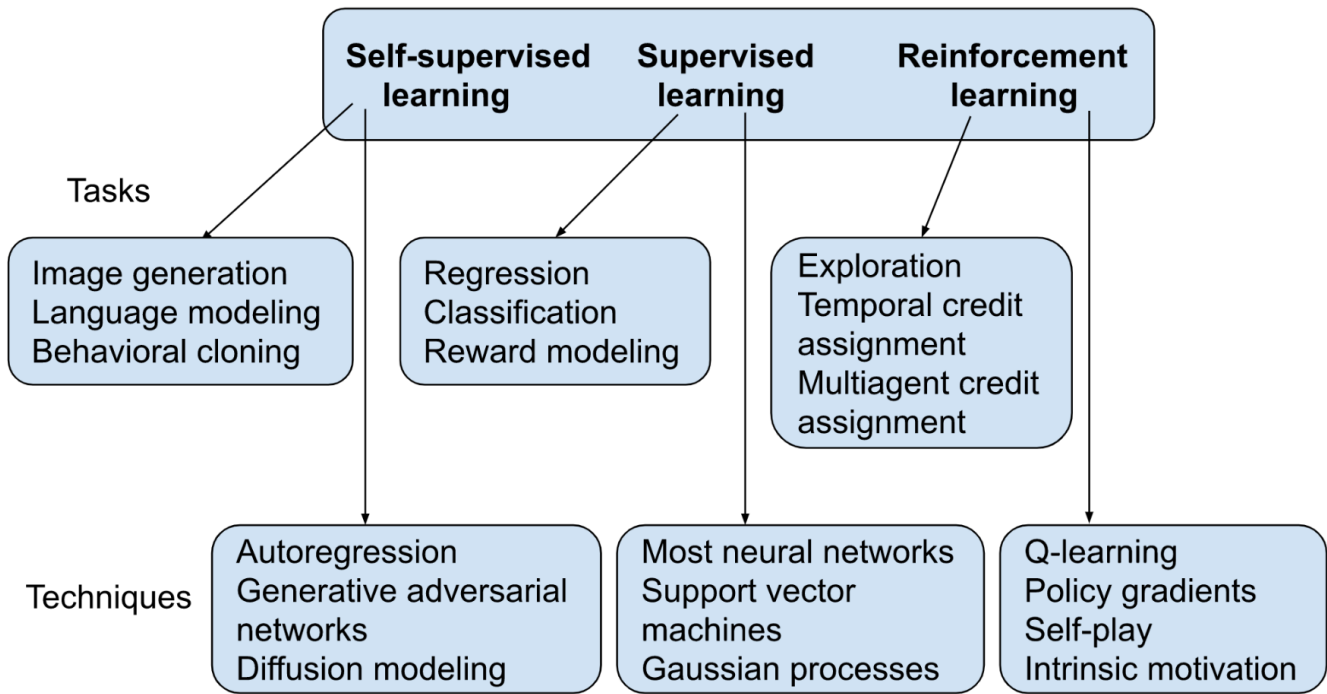 Self-supervised
learning
Supervised
learning
Reinforcement
learning
Tasks
Image generation
Language modeling
Behavioral cloning
Regression
Classification
Reward modeling
Exploration
Temporal credit
assignment
Multiagent credit
assignment
Techniques
Autoregression
Generative adversarial
networks
Diffusion modeling
Most neural networks
Support vector
machines
Gaussian processes
Q-learning
Policy gradients
Self-play
Intrinsic motivation